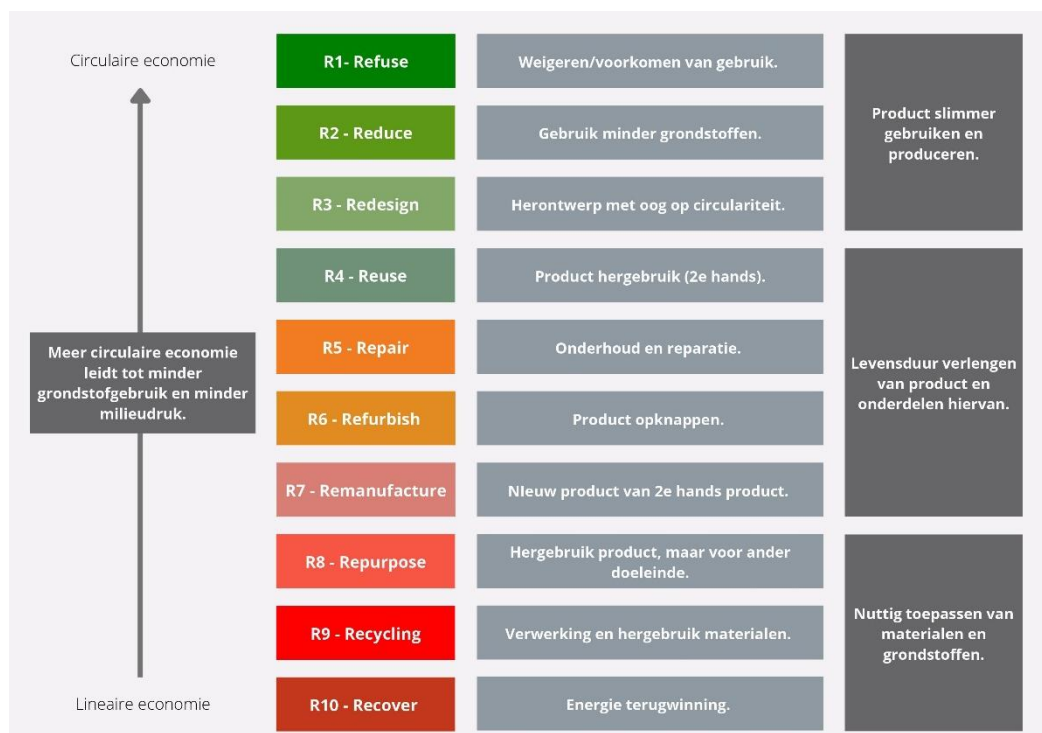 Circulaire economie
R1- Refuse
Weigeren/voorkomen van gebruik.
R2 - Reduce
Gebruik minder grondstoffen.
Product slimmer
gebruiken en
produceren.
R3 - Redesign
Herontwerp met oog op circulariteit.
R4 - Reuse
Product hergebruik (2e hands).
Meer circulaire economie
leidt tot minder
grondstofgebruik en minder
milieudruk.
R5 - Repair
Onderhoud en reparatie.
Levensduur verlengen
van product en
onderdelen hiervan.
R6 - Refurbish
Product opknappen.
R7 - Remanufacture
NIeuw product van 2e hands product.
R8 - Repurpose
Hergebruik product, maar voor ander
doeleinde.
R9 - Recycling
Verwerking en hergebruik materialen.
Nuttig toepassen van
materialen en
grondstoffen.
Lineaire economie
R10 - Recover
Energie terugwinning.